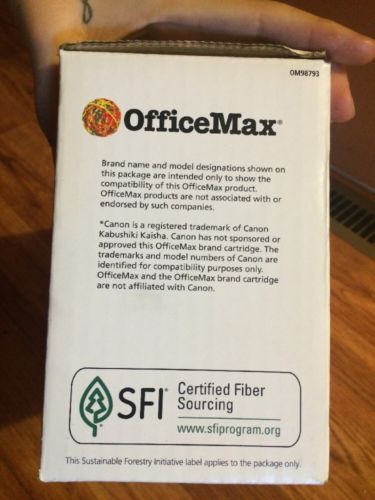 OM98793
OfficeMax®
Brand name and model designations shown on
this package are intended only to show the
compatibility of this OfficeMax product.
OfficeMax products are not associated with or
endorsed by such companies.
*Canon is a registered trademark of Canon
Kabushiki Kaisha. Canon has not sponsored or
approved this OfficeMax brand cartridge. The
trademarks and model numbers of Canon are
identified for compatibility purposes only.
OfficeMax and the OfficeMax brand cartridge
are not affiliated with Canon.
SFI®
Certified Fiber
Sourcing
www.sfiprogram.org
This Sustainable Forestry Initiative label applies to the package only.